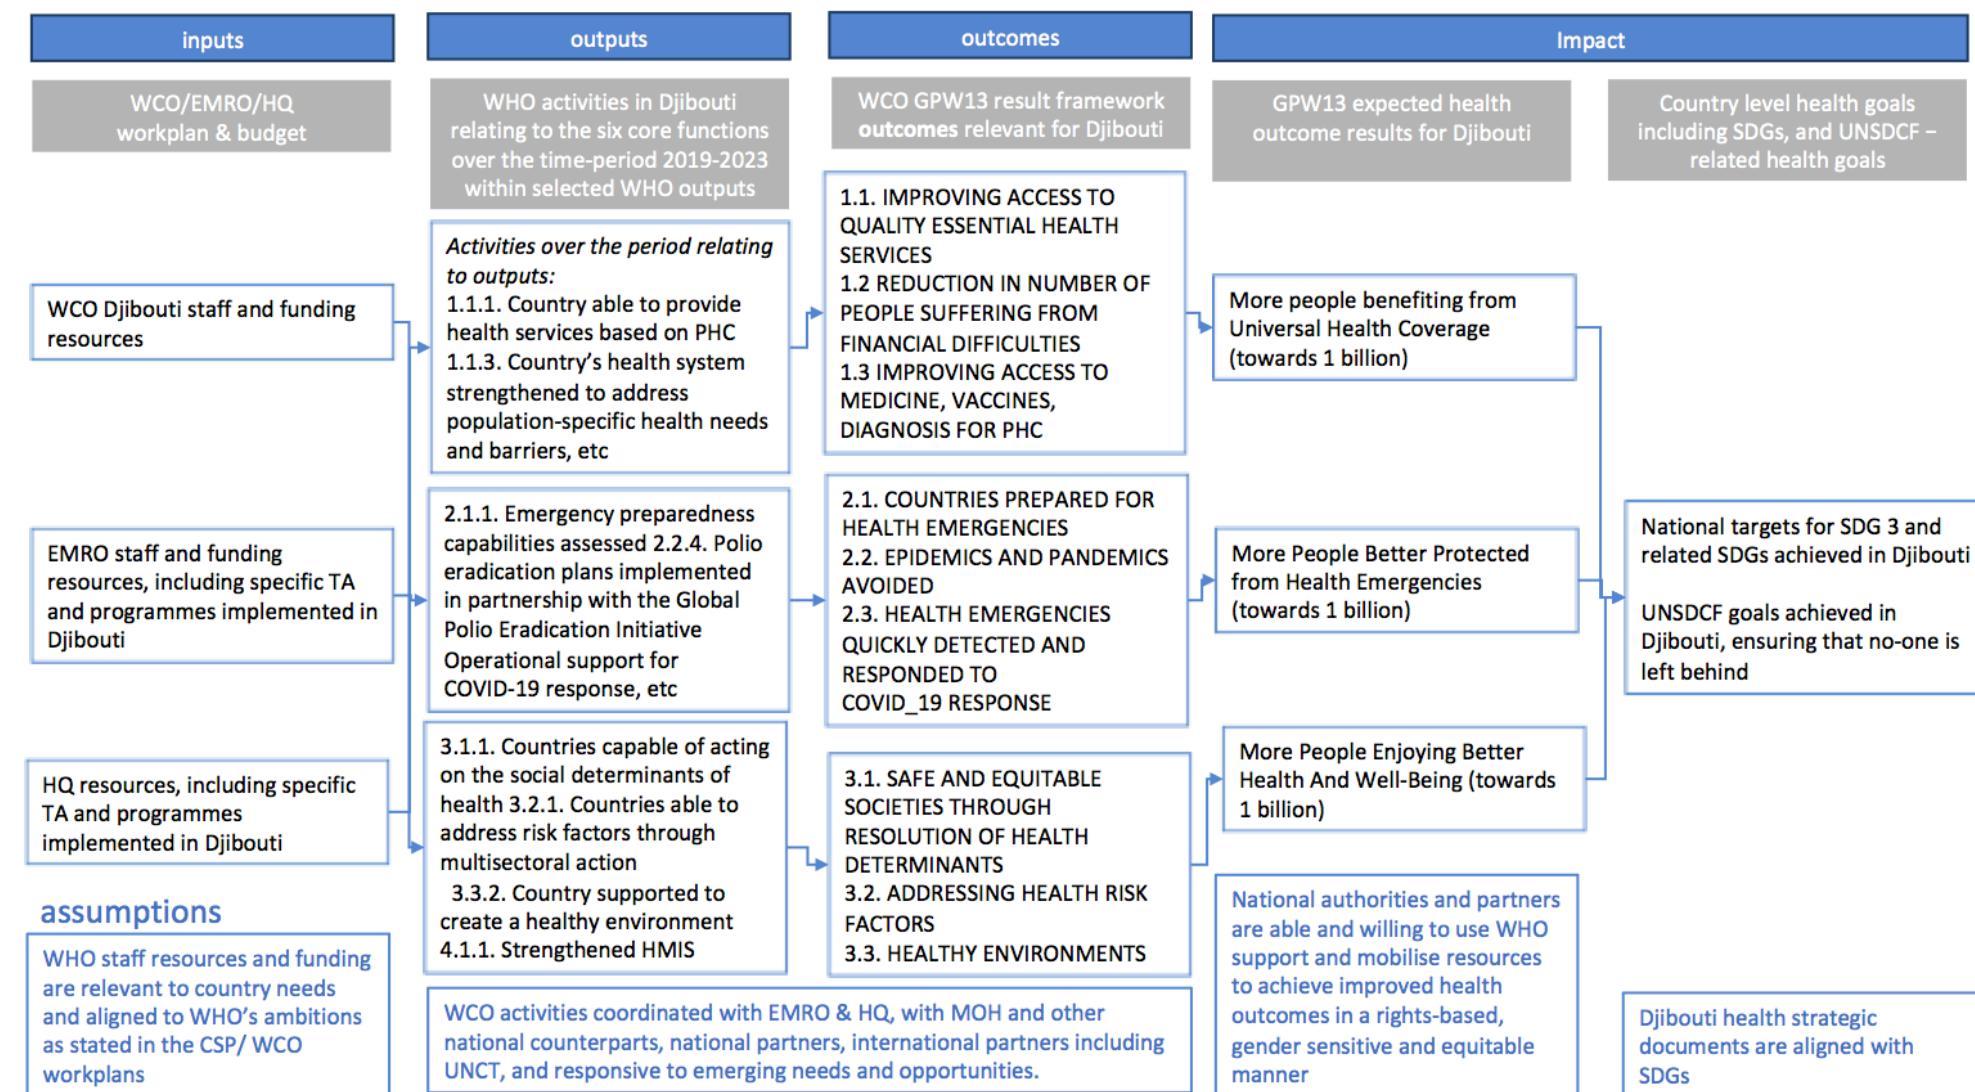 inputs
outputs
outcomes
Impact
WCO/EMRO/HQ
workplan & budget
WHO activities in Djibouti
relating to the six core functions
over the time-period 2019-2023
within selected WHO outputs
WCO GPW13 result framework
outcomes relevant for Djibouti
GPW13 expected health
outcome results for Djibouti
Country level health goals
including SDGs, and UNSDCF –
related health goals
WCO Djibouti staff and funding
resources
EMRO staff and funding
resources, including specific TA
and programmes implemented in
Djibouti
HQ resources, including specific
TA and programmes
implemented in Djibouti
Activities over the period relating
to outputs:
1.1.1. Country able to provide
health services based on PHC
1.1.3. Country's health system
strengthened to address
population-specific health needs
and barriers, etc
2.1.1. Emergency preparedness
capabilities assessed 2.2.4. Polio
eradication plans implemented
in partnership with the Global
Polio Eradication Initiative
Operational support for
COVID-19 response, etc
3.1.1. Countries capable of acting
on the social determinants of
health 3.2.1. Countries able to
address risk factors through
multisectoral action
3.3.2. Country supported to
create a healthy environment
4.1.1. Strengthened HMIS
1.1. IMPROVING ACCESS TO
QUALITY ESSENTIAL HEALTH
SERVICES
1.2 REDUCTION IN NUMBER OF
PEOPLE SUFFERING FROM
FINANCIAL DIFFICULTIES
1.3 IMPROVING ACCESS TO
MEDICINE, VACCINES,
DIAGNOSIS FOR PHC
2.1. COUNTRIES PREPARED FOR
HEALTH EMERGENCIES
2.2. EPIDEMICS AND PANDEMICS
AVOIDED
2.3. HEALTH EMERGENCIES
QUICKLY DETECTED AND
RESPONDED TO
COVID_19 RESPONSE
3.1. SAFE AND EQUITABLE
SOCIETIES THROUGH
RESOLUTION OF HEALTH
DETERMINANTS
3.2. ADDRESSING HEALTH RISK
FACTORS
3.3. HEALTHY ENVIRONMENTS
More people benefiting from
Universal Health Coverage
(towards 1 billion)
More People Better Protected
from Health Emergencies
(towards 1 billion)
More People Enjoying Better
Health And Well-Being (towards
1 billion)
National targets for SDG 3 and
related SDGs achieved in Djibouti
UNSDCF goals achieved in
Djibouti, ensuring that no-one is
left behind
assumptions
WHO staff resources and funding
are relevant to country needs
and aligned to WHO's ambitions
as stated in the CSP/ WCO
workplans
WCO activities coordinated with EMRO & HQ, with MOH and other
national counterparts, national partners, international partners including
UNCT, and responsive to emerging needs and opportunities.
National authorities and partners
are able and willing to use WHO
support and mobilise resources
to achieve improved health
outcomes in a rights-based,
gender sensitive and equitable
manner
Djibouti health strategic
documents are aligned with
SDGs